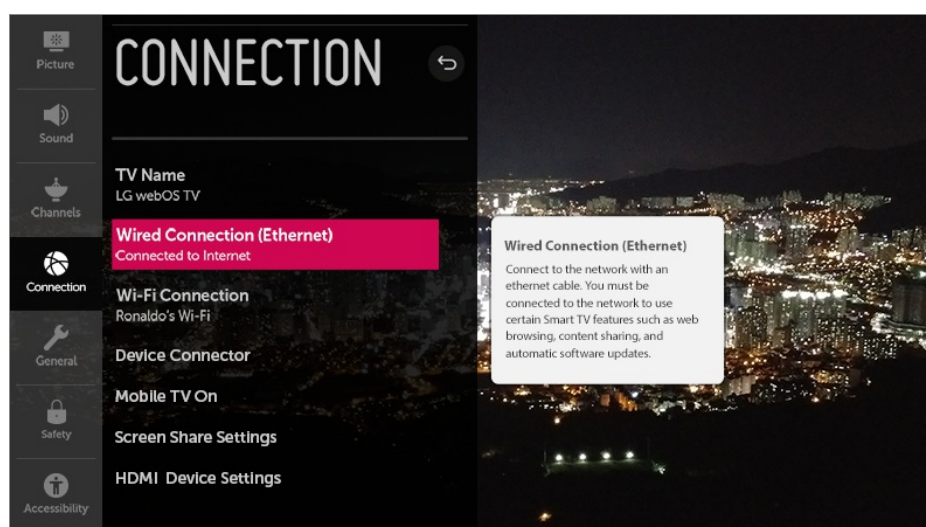 Picture
Sound
Channels
Connection
General
Safety
Accessibility
CONNECTION
TV Name
LG webOS TV
Wired Connection (Ethernet)
Connected to Internet
Wi-Fi Connection
Ronaldo's Wi-Fi
Device Connector
Mobile TV On
Screen Share Settings
HDMI Device Settings
Wired Connection (Ethernet)
Connect to the network with an
ethernet cable. You must be
connected to the network to use
certain Smart TV features such as web
browsing, content sharing, and
automatic software updates.